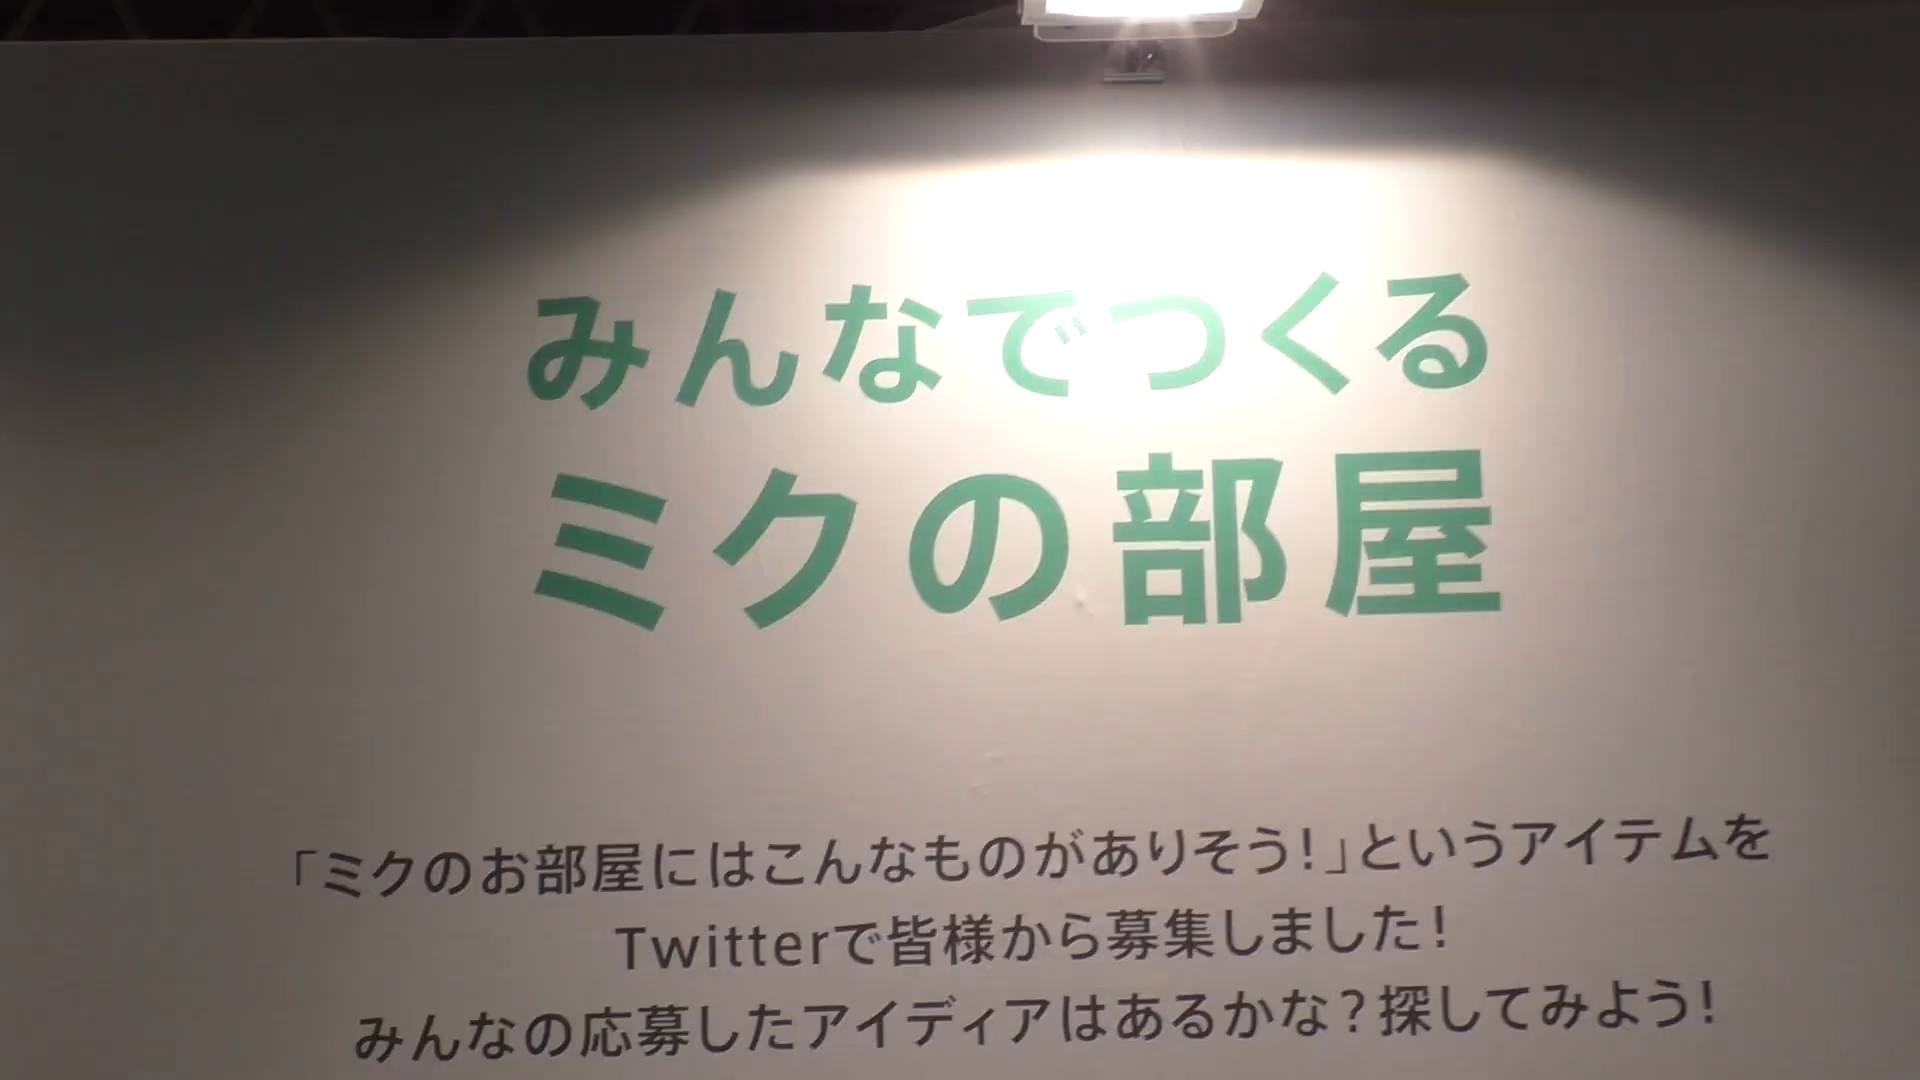 みんなでつくる
ミクの部屋
「ミクのお部屋にはこんなものがありそう！」というアイテムを
Twitterで皆様から募集しました！
みんなの応募したアイディアはあるかな？探してみよう！